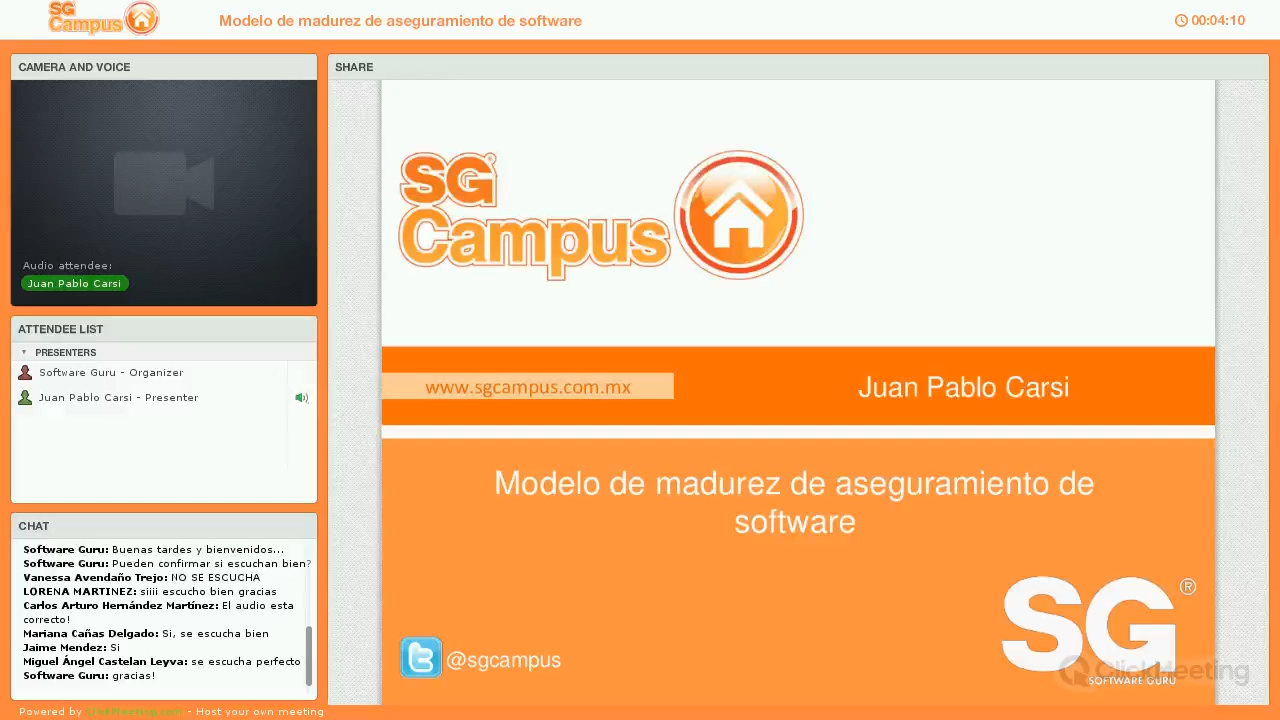 SG Campus
Modelo de madurez de aseguramiento de software
00:04:10
CAMERA AND VOICE
Audio attendee:
Juan Pablo Carsi
ATTENDEE LIST
PRESENTERS
Software Guru - Organizer
Juan Pablo Carsi - Presenter
CHAT
Software Guru: Buenas tardes y bienvenidos...
Software Guru: Pueden confirmar si escuchan bien?
Vanessa Avendaño Trejo: NO SE ESCUCHA
LORENA MARTINEZ: siiii escucho bien gracias
Carlos Arturo Hernández Martínez: El audio esta
correcto!
Mariana Cañas Delgado: Si, se escucha bien
Jaime Mendez: Si
Miguel Ángel Castelan Leyva: se escucha perfecto
Software Guru: gracias!
Powered by ClickMeeting.com - Host your own meeting
SHARE
SG
Campus
www.sgcampus.com.mx
Juan Pablo Carsi
Modelo de madurez de aseguramiento de
software
@sgcampus
SG®
SOFTWARE GURU
ClickMeeting